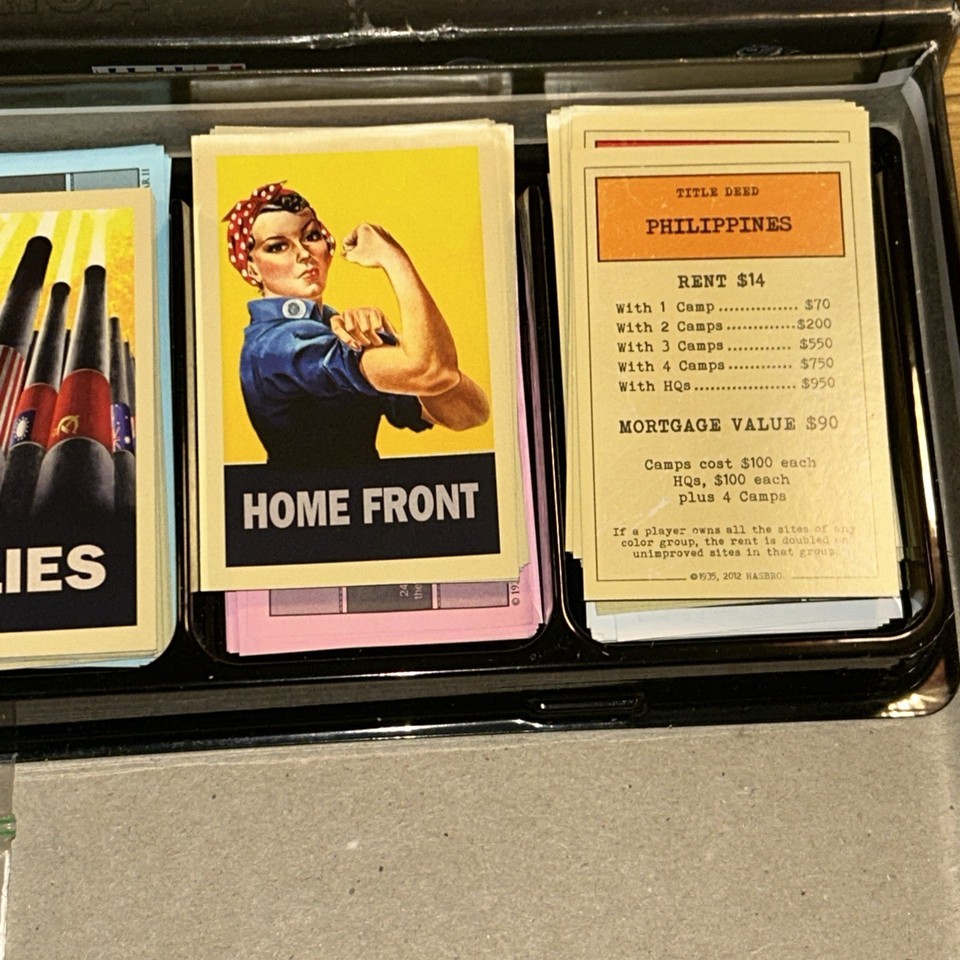 LIES
HOME FRONT
24
the
© 19
TITLE DEED
PHILIPPINES
RENT $14
With 1 Camp.............. $70
With 2 Camps.............$200
With 3 Camps............ $550
With 4 Camps............ $750
With HQs.................. $950
MORTGAGE VALUE $90
Camps cost $100 each
HQs, $100 each
plus 4 Camps
If a player owns all the sites of any
color group, the rent is doubled on
unimproved sites in that group.
©1935, 2012 HASBRO.